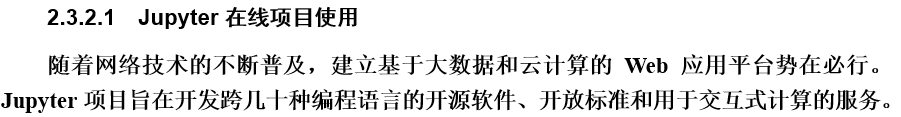 2.3.2.1 Jupyter 在线项目使用
随着网络技术的不断普及，建立基于大数据和云计算的 Web 应用平台势在必行。
Jupyter 项目旨在开发跨几十种编程语言的开源软件、开放标准和用于交互式计算的服务。